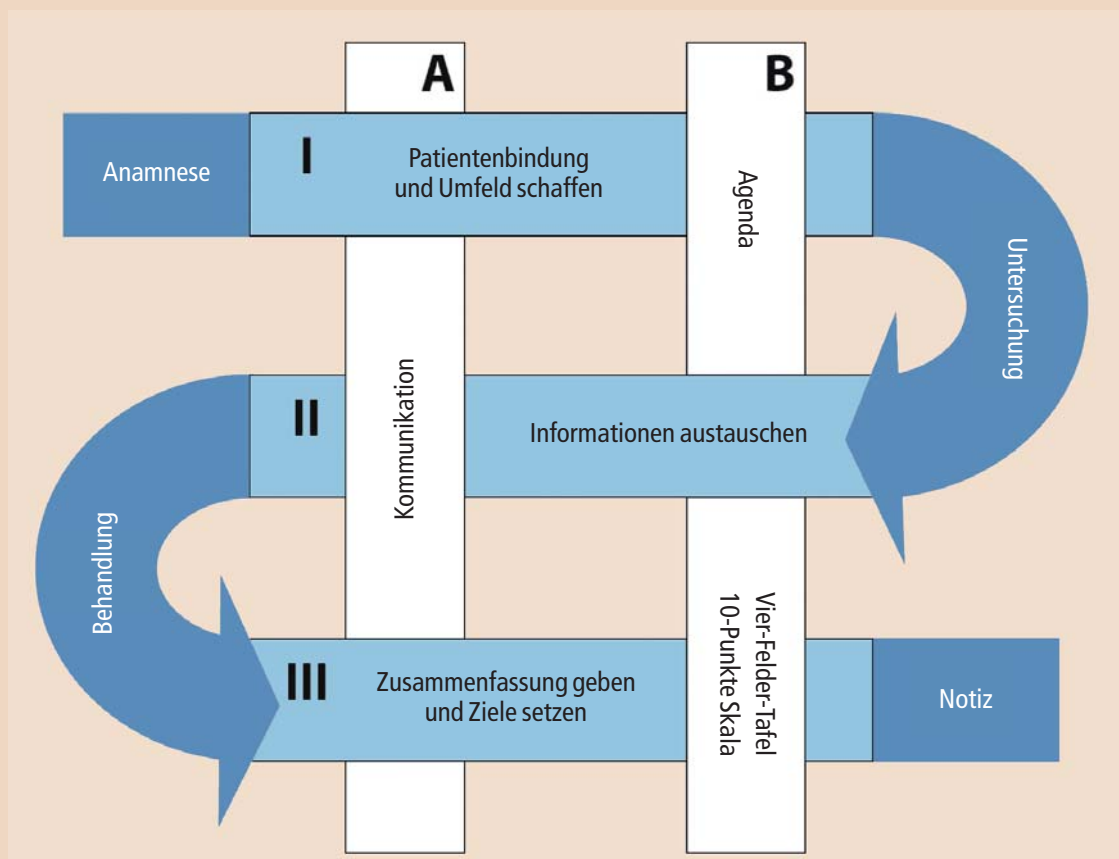 A
B
Anamnese
I
Patientenbindung
und Umfeld schaffen
Agenda
Untersuchung
II
Kommunikation
Informationen austauschen
Behandlung
III
Zusammenfassung geben
und Ziele setzen
Vier-Felder-Tafel
10-Punkte Skala
Notiz